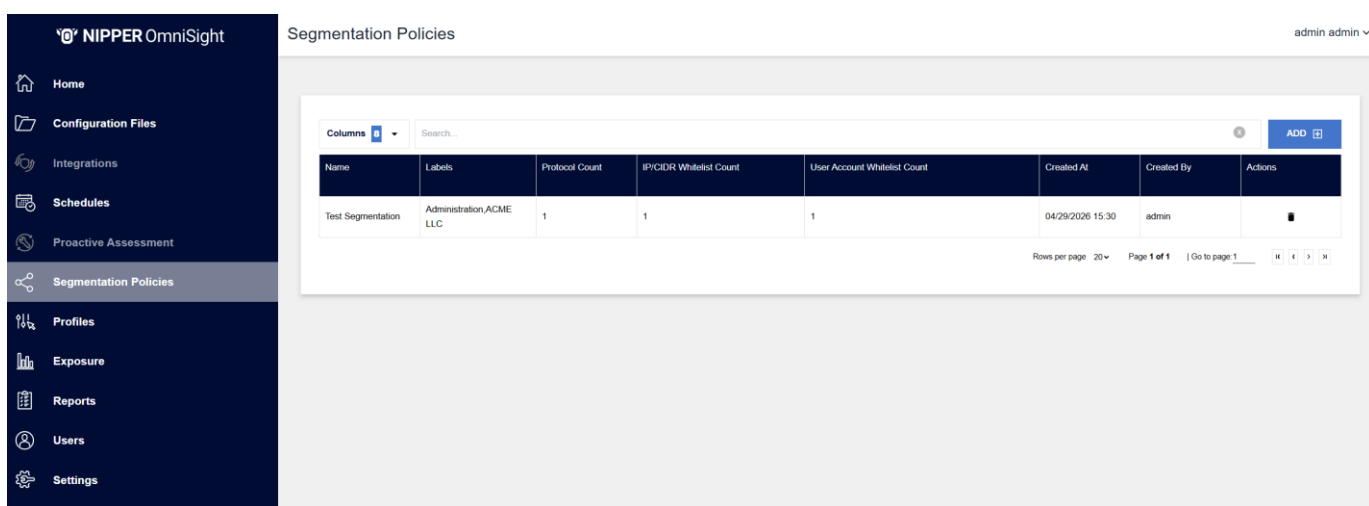 NIPPER OmniSight
Segmentation Policies
admin admin
Home
Configuration Files
Integrations
Schedules
Proactive Assessment
Segmentation Policies
Profiles
Exposure
Reports
Users
Settings
Columns 8
Search...
ADD
Name Labels Protocol Count IP/CIDR Whitelist Count User Account Whitelist Count Created At Created By Actions
Test Segmentation Administration,ACME LLC 1 1 1 04/29/2026 15:30 admin
Rows per page 20 Page 1 of 1 | Go to page:1